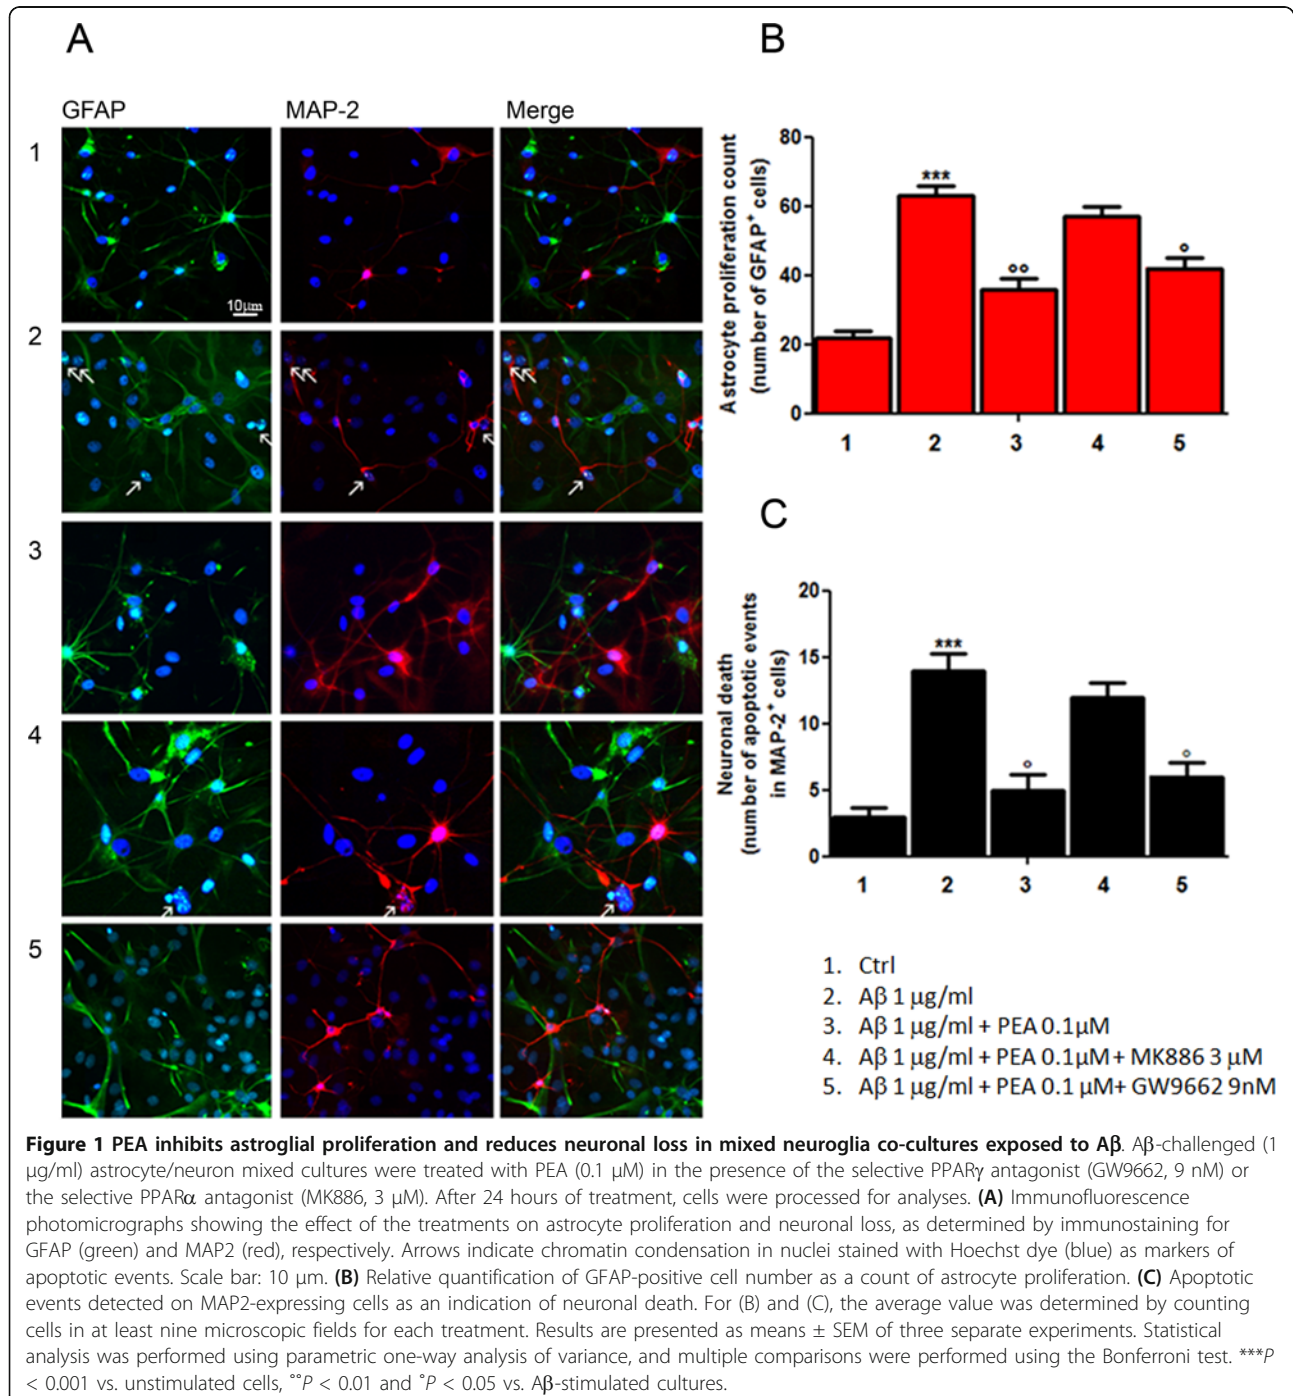 A
GFAP MAP-2 Merge
1
10µm
2
3
4
5
B
Astrocyte proliferation count
(number of GFAP⁺ cells)
80
60
40
20
0
***
°°
°
1 2 3 4 5
C
Neuronal death
(number of apoptotic events
in MAP-2⁺ cells)
20
15
10
5
0
***
°
°
1 2 3 4 5
1. Ctrl
2. Aβ 1 µg/ml
3. Aβ 1 µg/ml + PEA 0.1µM
4. Aβ 1 µg/ml + PEA 0.1µM+ MK886 3 µM
5. Aβ 1 µg/ml + PEA 0.1 µM+ GW9662 9nM
Figure 1 PEA inhibits astroglial proliferation and reduces neuronal loss in mixed neuroglia co-cultures exposed to Aβ. Aβ-challenged (1
µg/ml) astrocyte/neuron mixed cultures were treated with PEA (0.1 µM) in the presence of the selective PPARγ antagonist (GW9662, 9 nM) or
the selective PPARα antagonist (MK886, 3 µM). After 24 hours of treatment, cells were processed for analyses. (A) Immunofluorescence
photomicrographs showing the effect of the treatments on astrocyte proliferation and neuronal loss, as determined by immunostaining for
GFAP (green) and MAP2 (red), respectively. Arrows indicate chromatin condensation in nuclei stained with Hoechst dye (blue) as markers of
apoptotic events. Scale bar: 10 µm. (B) Relative quantification of GFAP-positive cell number as a count of astrocyte proliferation. (C) Apoptotic
events detected on MAP2-expressing cells as an indication of neuronal death. For (B) and (C), the average value was determined by counting
cells in at least nine microscopic fields for each treatment. Results are presented as means ± SEM of three separate experiments. Statistical
analysis was performed using parametric one-way analysis of variance, and multiple comparisons were performed using the Bonferroni test. ***P
< 0.001 vs. unstimulated cells, °°P < 0.01 and °P < 0.05 vs. Aβ-stimulated cultures.